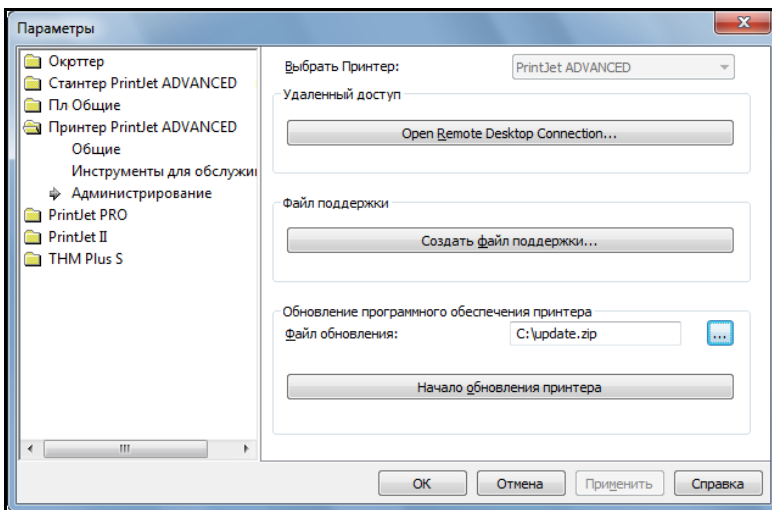 Параметры
Окрттер
Стаинтер PrintJet ADVANCED
Пл Общие
Принтер PrintJet ADVANCED
Общие
Инструменты для обслужи
Администрирование
PrintJet PRO
PrintJet II
THM Plus S
Выбрать Принтер:
PrintJet ADVANCED
Удаленный доступ
Open Remote Desktop Connection...
Файл поддержки
Создать файл поддержки...
Обновление программного обеспечения принтера
Файл обновления:
C:\update.zip
...
Начало обновления принтера
OK
Отмена
Применить
Справка